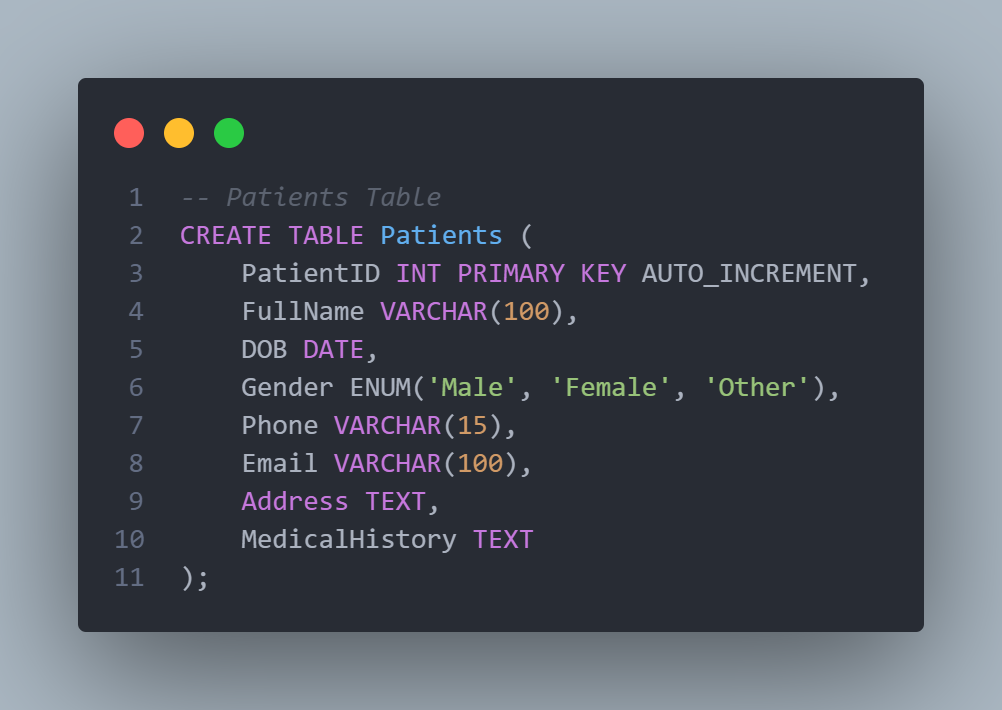 1 -- Patients Table
2 CREATE TABLE Patients (
3     PatientID INT PRIMARY KEY AUTO_INCREMENT,
4     FullName VARCHAR(100),
5     DOB DATE,
6     Gender ENUM('Male', 'Female', 'Other'),
7     Phone VARCHAR(15),
8     Email VARCHAR(100),
9     Address TEXT,
10     MedicalHistory TEXT
11 );